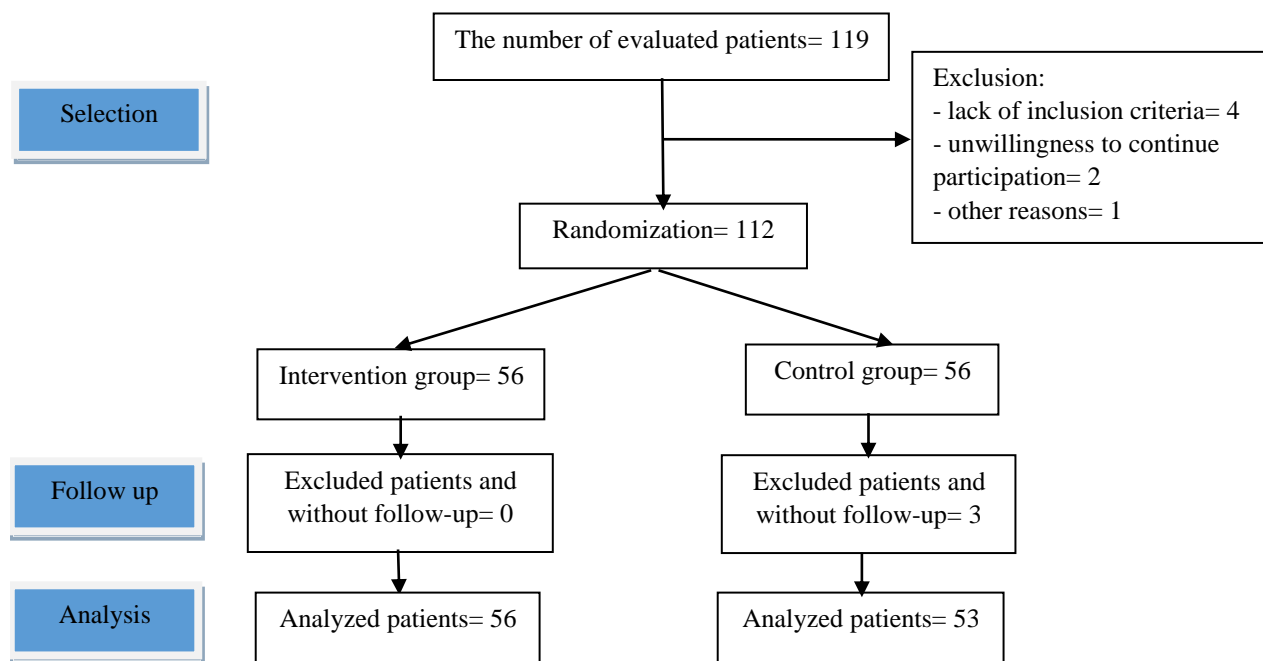 The number of evaluated patients= 119
Selection
Exclusion:
- lack of inclusion criteria= 4
- unwillingness to continue
participation= 2
- other reasons= 1
Randomization= 112
Intervention group= 56
Control group= 56
Follow up
Excluded patients and
without follow-up= 0
Excluded patients and
without follow-up= 3
Analysis
Analyzed patients= 56
Analyzed patients= 53